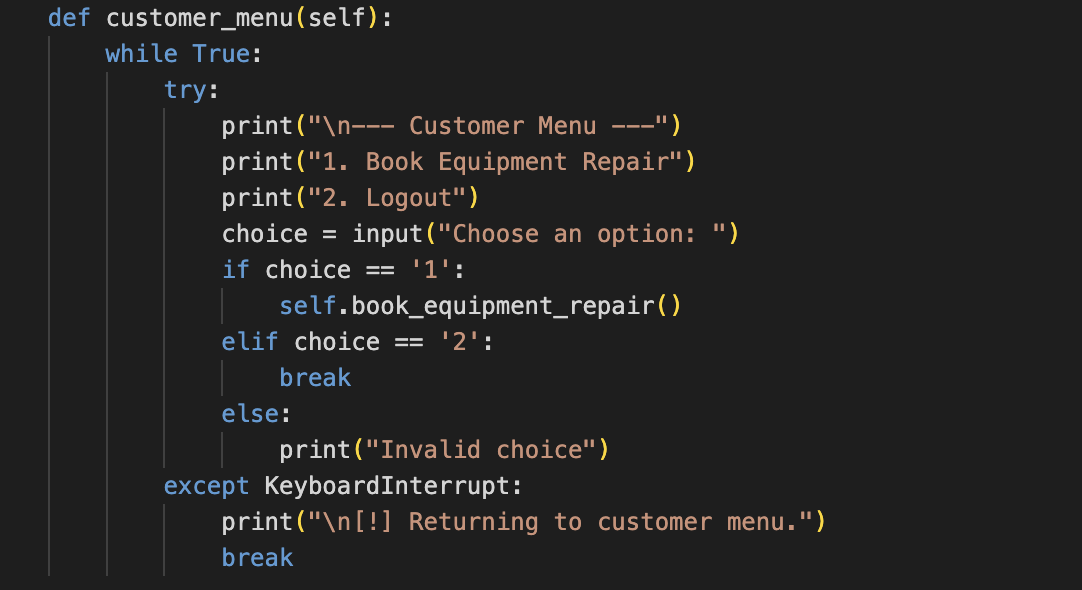 def customer_menu(self):
    while True:
        try:
            print("\n--- Customer Menu ---")
            print("1. Book Equipment Repair")
            print("2. Logout")
            choice = input("Choose an option: ")
            if choice == '1':
                self.book_equipment_repair()
            elif choice == '2':
                break
            else:
                print("Invalid choice")
        except KeyboardInterrupt:
            print("\n[!] Returning to customer menu.")
            break